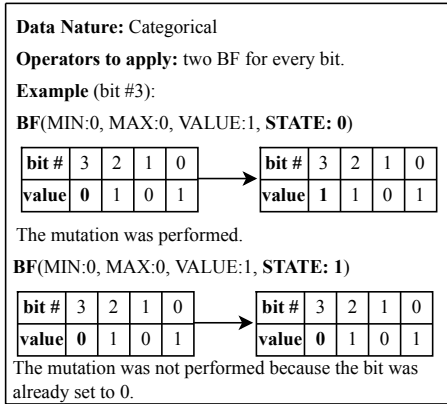 Data Nature: Categorical
Operators to apply: two BF for every bit.
Example (bit #3):
BF(MIN:0, MAX:0, VALUE:1, STATE: 0)
bit # 3 2 1 0 bit # 3 2 1 0
value 0 1 0 1 value 1 1 0 1
The mutation was performed.
BF(MIN:0, MAX:0, VALUE:1, STATE: 1)
bit # 3 2 1 0 bit # 3 2 1 0
value 0 1 0 1 value 0 1 0 1
The mutation was not performed because the bit was
already set to 0.